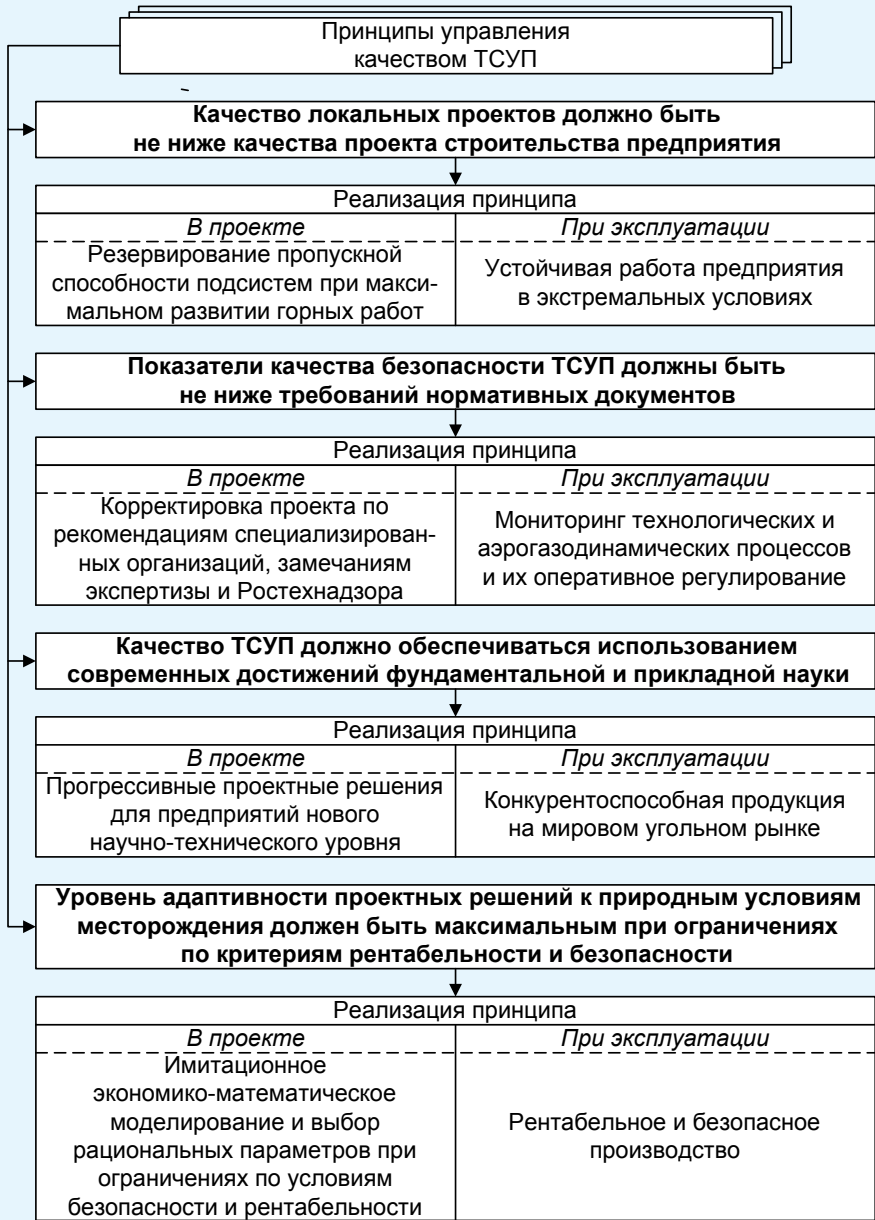 Принципы управления
качеством ТСУП
Качество локальных проектов должно быть
не ниже качества проекта строительства предприятия
Реализация принципа
В проекте
Резервирование пропускной
способности подсистем при макси-
мальном развитии горных работ
При эксплуатации
Устойчивая работа предприятия
в экстремальных условиях
Показатели качества безопасности ТСУП должны быть
не ниже требований нормативных документов
Реализация принципа
В проекте
Корректировка проекта по
рекомендациям специализирован-
ных организаций, замечаниям
экспертизы и Ростехнадзора
При эксплуатации
Мониторинг технологических и
аэрогазодинамических процессов
и их оперативное регулирование
Качество ТСУП должно обеспечиваться использованием
современных достижений фундаментальной и прикладной науки
Реализация принципа
В проекте
Прогрессивные проектные решения
для предприятий нового
научно-технического уровня
При эксплуатации
Конкурентоспособная продукция
на мировом угольном рынке
Уровень адаптивности проектных решений к природным условиям
месторождения должен быть максимальным при ограничениях
по критериям рентабельности и безопасности
Реализация принципа
В проекте
Имитационное
экономико-математическое
моделирование и выбор
рациональных параметров при
ограничениях по условиям
безопасности и рентабельности
При эксплуатации
Рентабельное и безопасное
производство